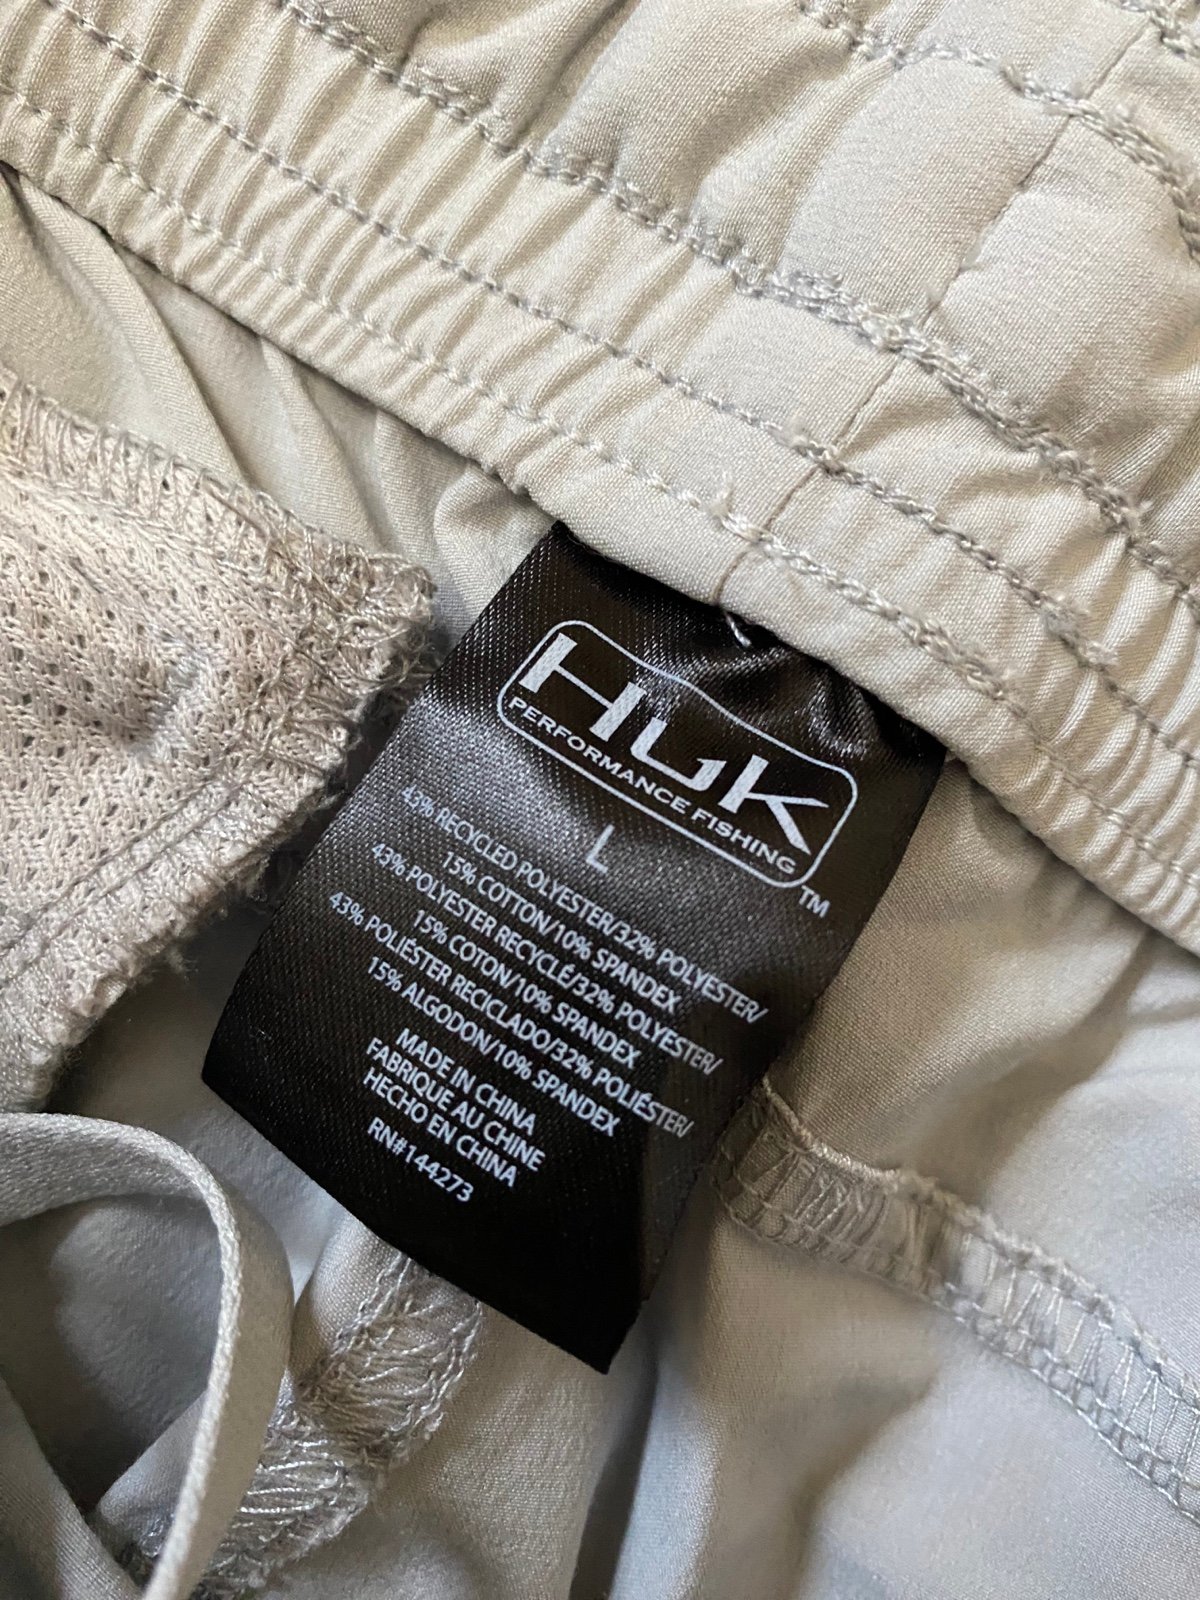 HUK
PERFORMANCE FISHING
TM
L
43% RECYCLED POLYESTER/32% POLYESTER/
15% COTTON/10% SPANDEX
43% POLYESTER RECYCLÉ/32% POLYESTER/
15% COTON/10% SPANDEX
43% POLIÉSTER RECICLADO/32% POLIÉSTER/
15% ALGODON/10% SPANDEX
MADE IN CHINA
FABRIQUE AU CHINE
HECHO EN CHINA
RN#144273